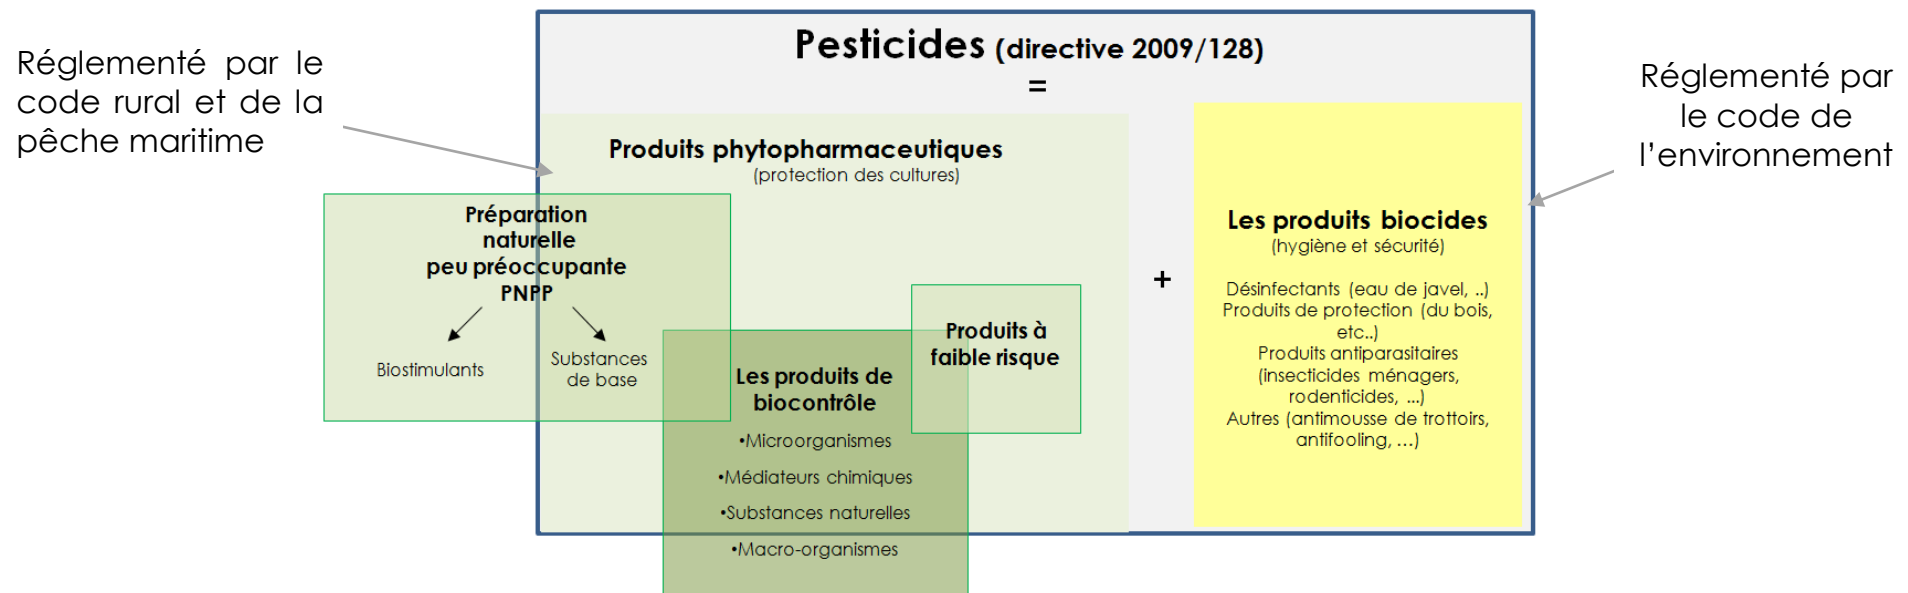 Pesticides (directive 2009/128)
=
Réglementé par le
code rural et de la
pêche maritime
Réglementé par
le code de
l’environnement
Produits phytopharmaceutiques
(protection des cultures)
Préparation
naturelle
peu préoccupante
PNPP
Biostimulants
Substances
de base
Les produits de
biocontrôle
•Microorganismes
•Médiateurs chimiques
•Substances naturelles
•Macro-organismes
Produits à
faible risque
+
Les produits biocides
(hygiène et sécurité)
Désinfectants (eau de javel, ..)
Produits de protection (du bois,
etc..)
Produits antiparasitaires
(insecticides ménagers,
rodenticides, ...)
Autres (antimousse de trottoirs,
antifooling, …)